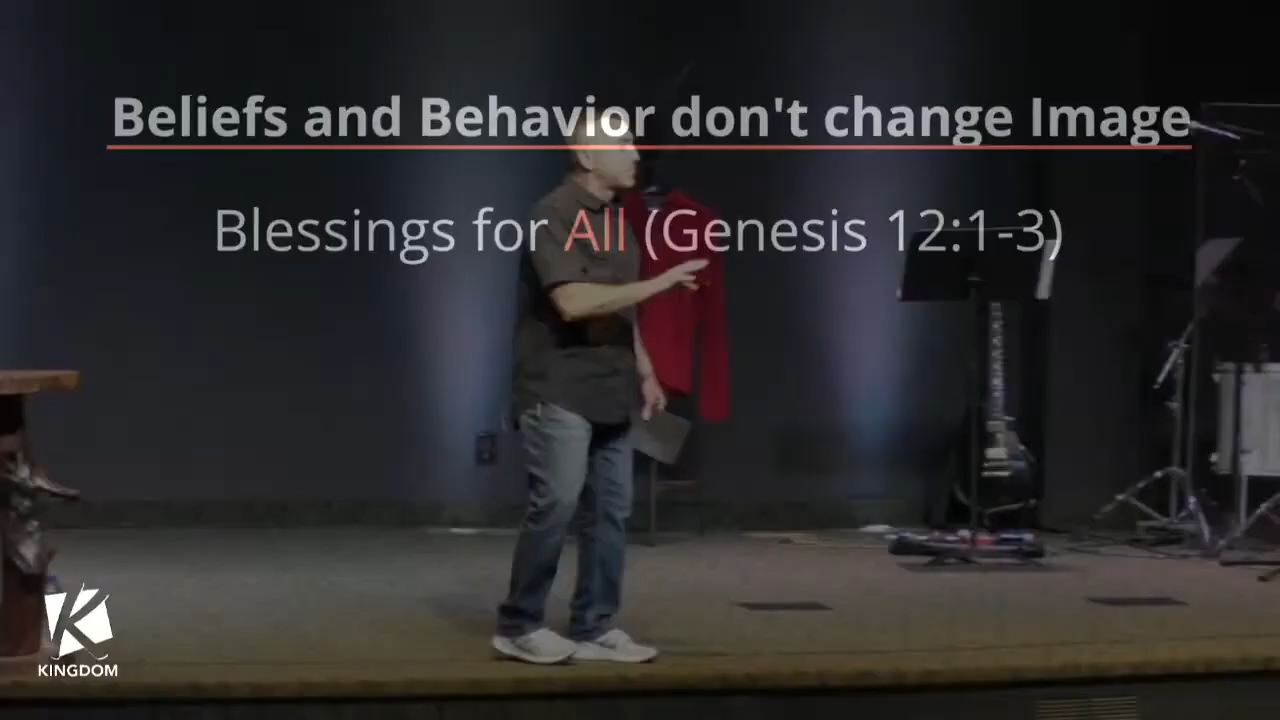 Beliefs and Behavior don't change Image
Blessings for All (Genesis 12:1-3)
K
KINGDOM